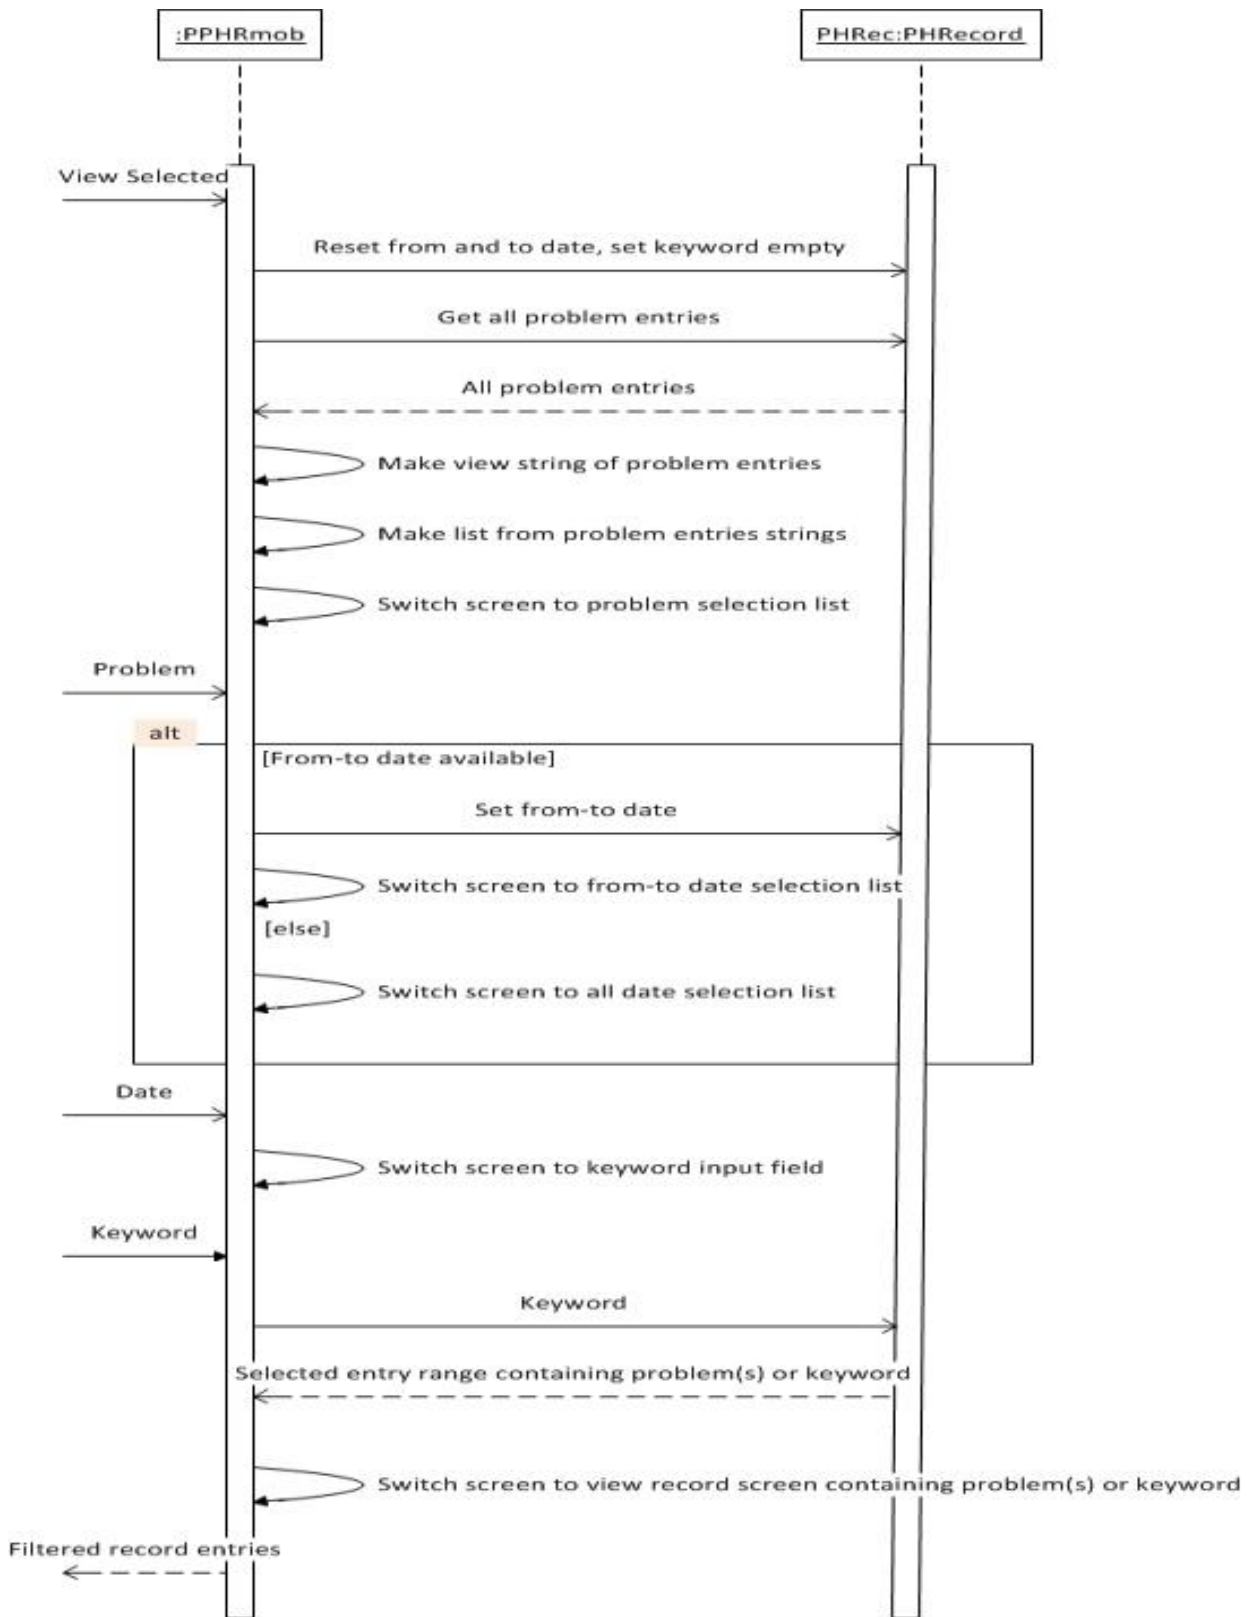 :PPHRmob
PHRec:PHRecord
View Selected
Reset from and to date, set keyword empty
Get all problem entries
All problem entries
Make view string of problem entries
Make list from problem entries strings
Switch screen to problem selection list
Problem
alt
[From-to date available]
Set from-to date
Switch screen to from-to date selection list
[else]
Switch screen to all date selection list
Date
Switch screen to keyword input field
Keyword
Keyword
Selected entry range containing problem(s) or keyword
Switch screen to view record screen containing problem(s) or keyword
Filtered record entries